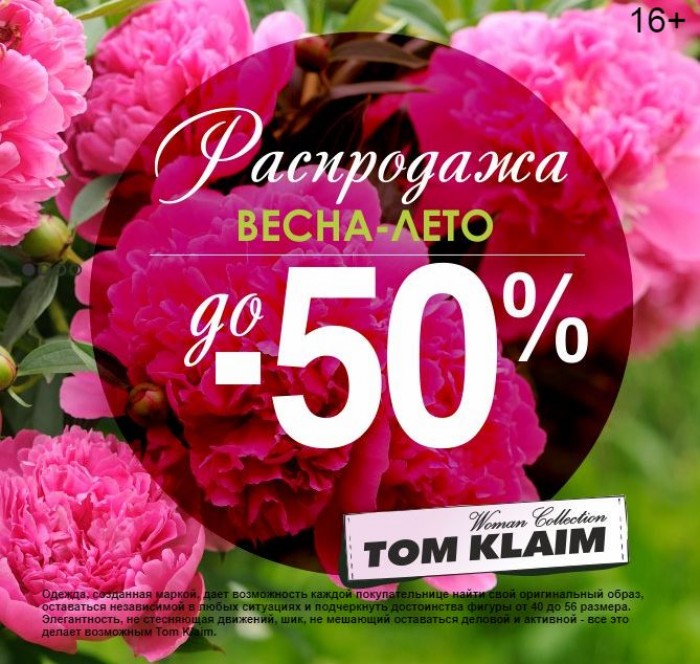 16+
Распродажа
ВЕСНА-ЛЕТО
до
-50%
Woman Collection
TOM KLAIM
Одежда, созданная маркой, дает возможность каждой покупательнице найти свой оригинальный образ,
оставаться независимой в любых ситуациях и подчеркнуть достоинства фигуры от 40 до 56 размера.
Элегантность, не стесняющая движений, шик, не мешающий оставаться деловой и активной - все это
делает возможным Tom Klaim.